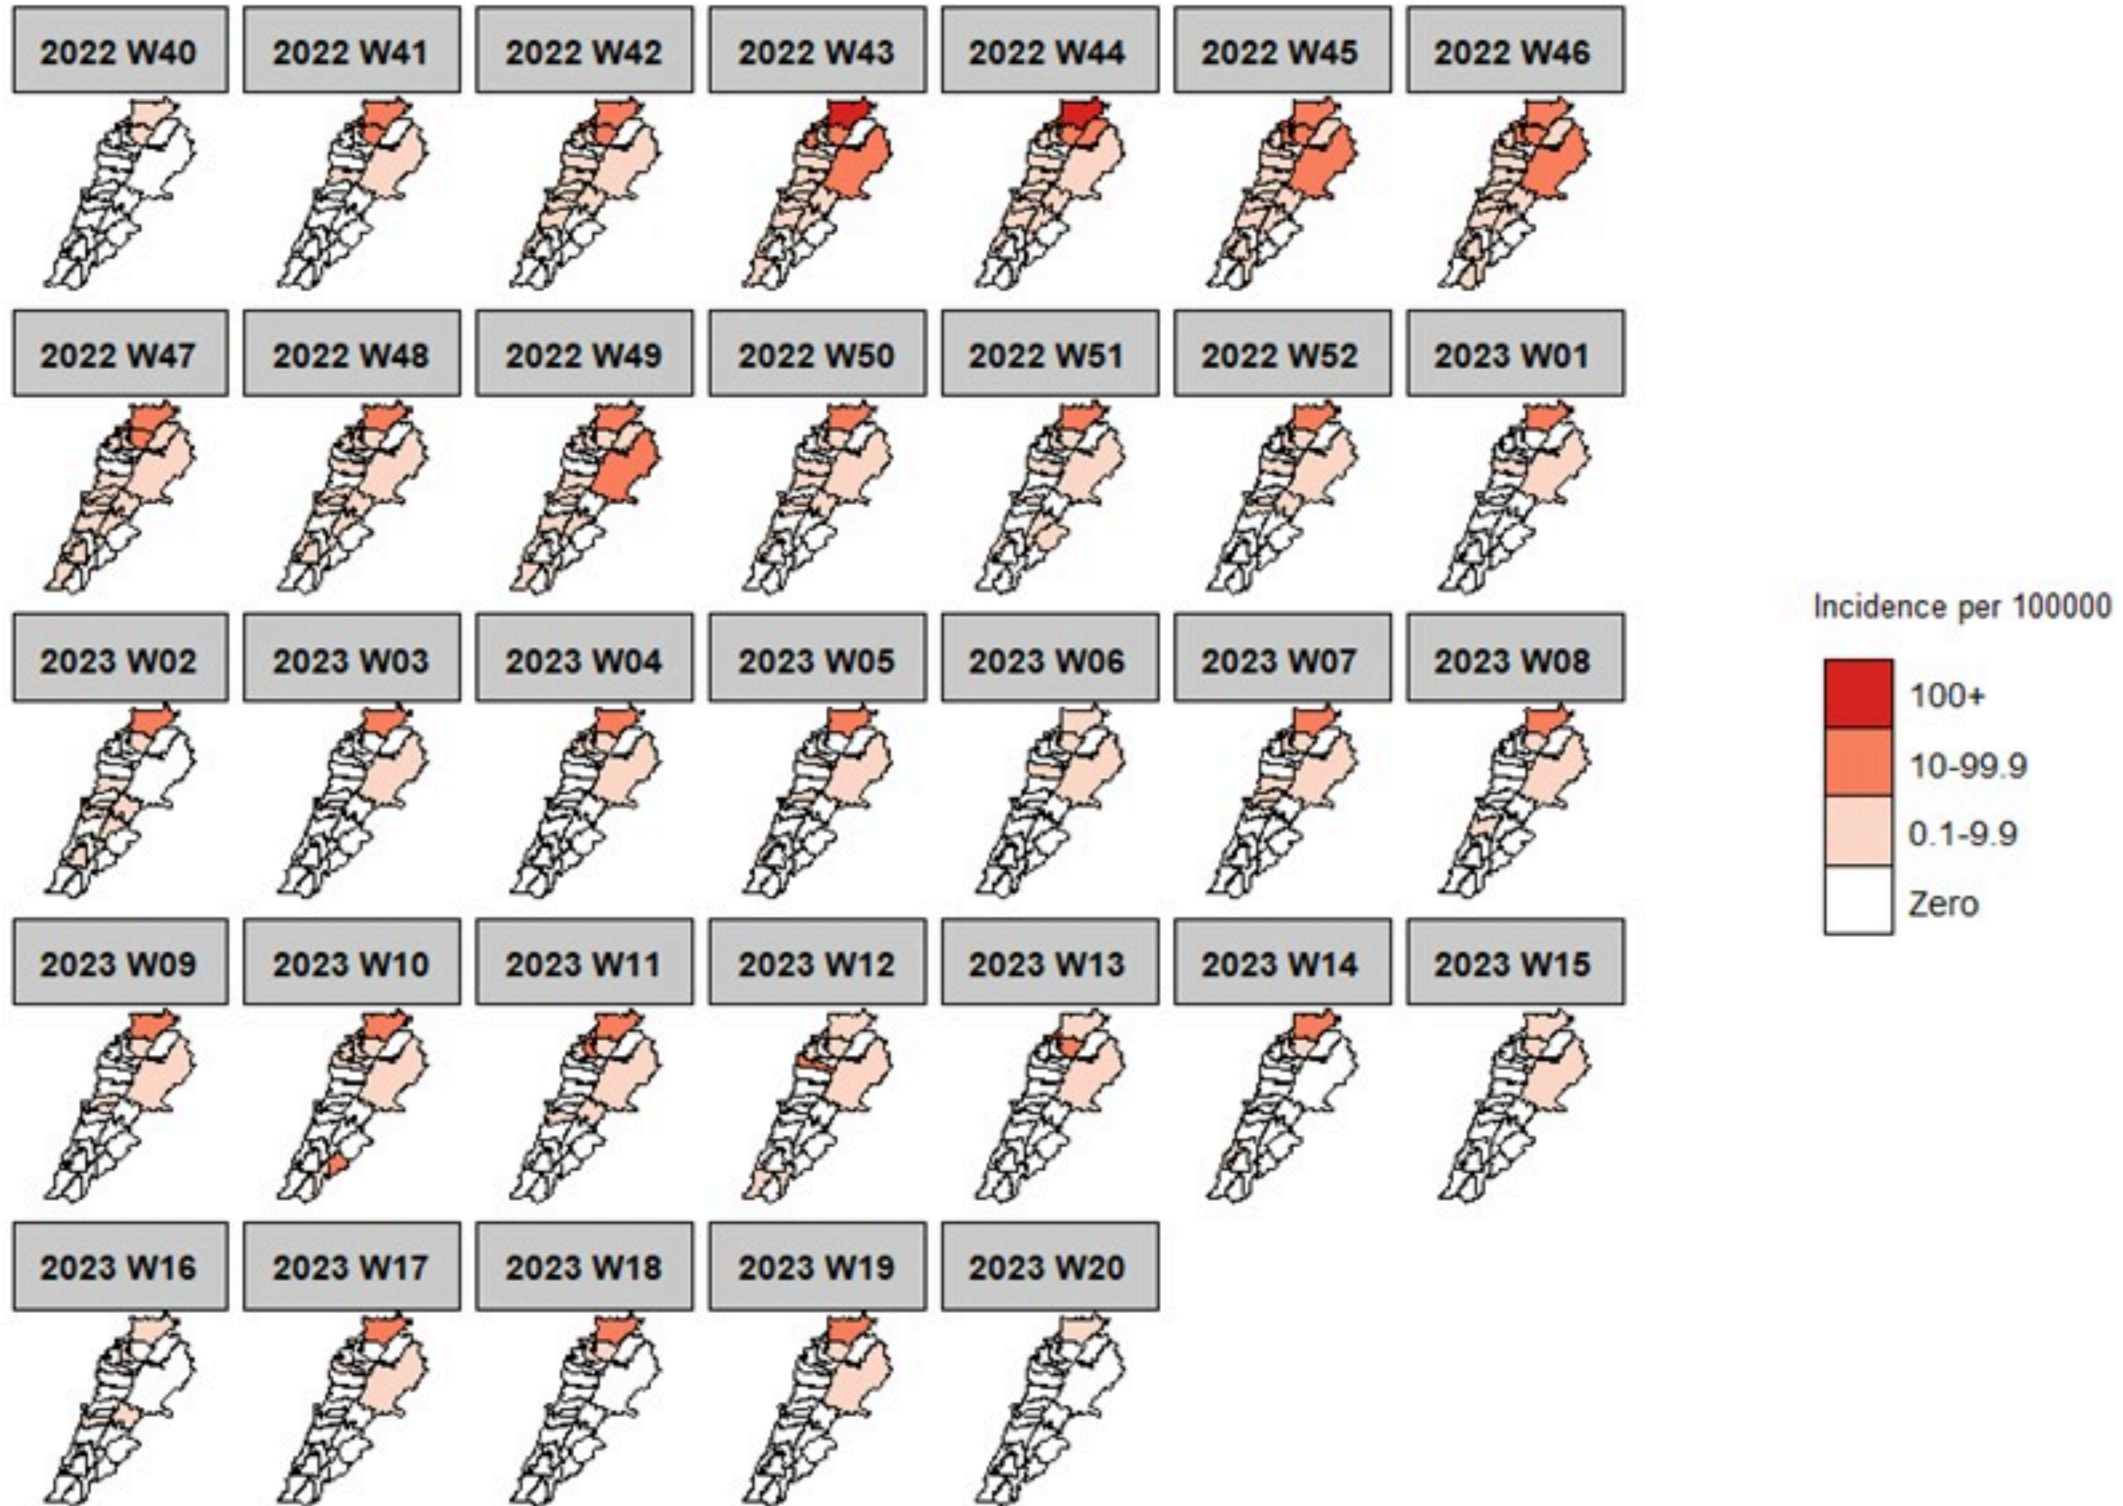 2022 W40
2022 W41
2022 W42
2022 W43
2022 W44
2022 W45
2022 W46
2022 W47
2022 W48
2022 W49
2022 W50
2022 W51
2022 W52
2023 W01
2023 W02
2023 W03
2023 W04
2023 W05
2023 W06
2023 W07
2023 W08
2023 W09
2023 W10
2023 W11
2023 W12
2023 W13
2023 W14
2023 W15
2023 W16
2023 W17
2023 W18
2023 W19
2023 W20
Incidence per 100000
100+
10-99.9
0.1-9.9
Zero